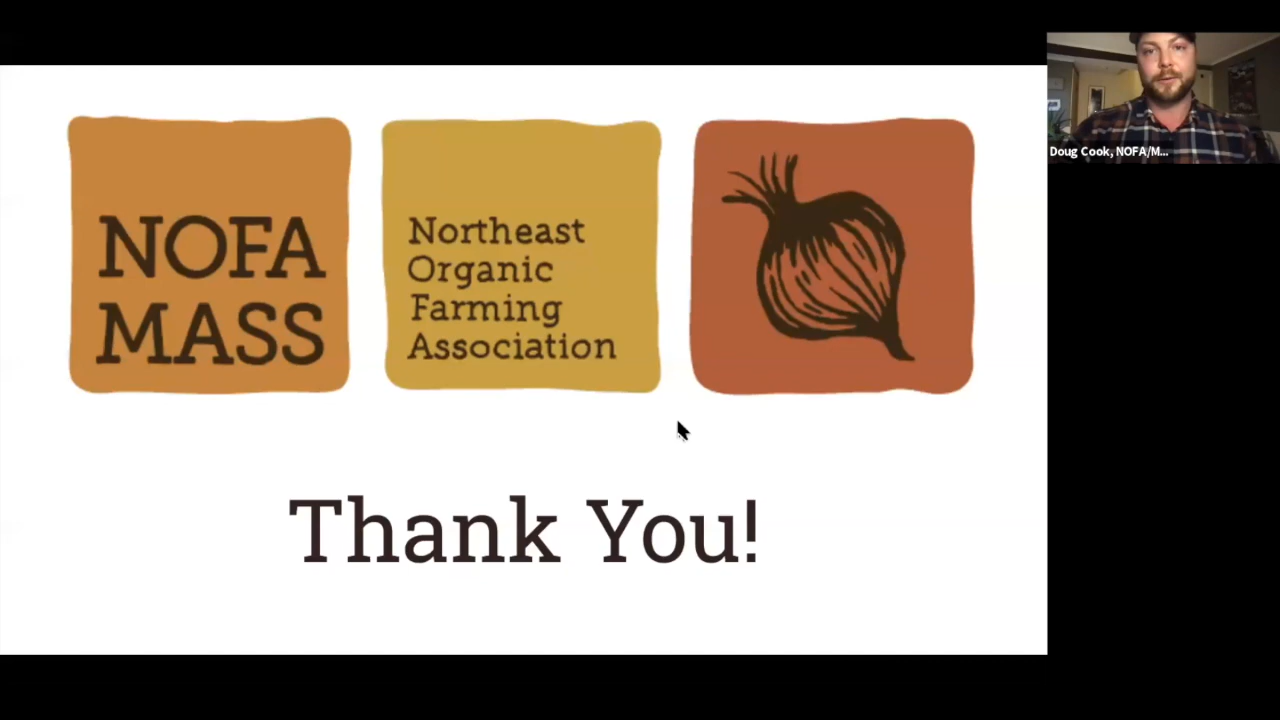 NOFA
MASS
Northeast
Organic
Farming
Association
Thank You!
Doug Cook, NOFA/M...